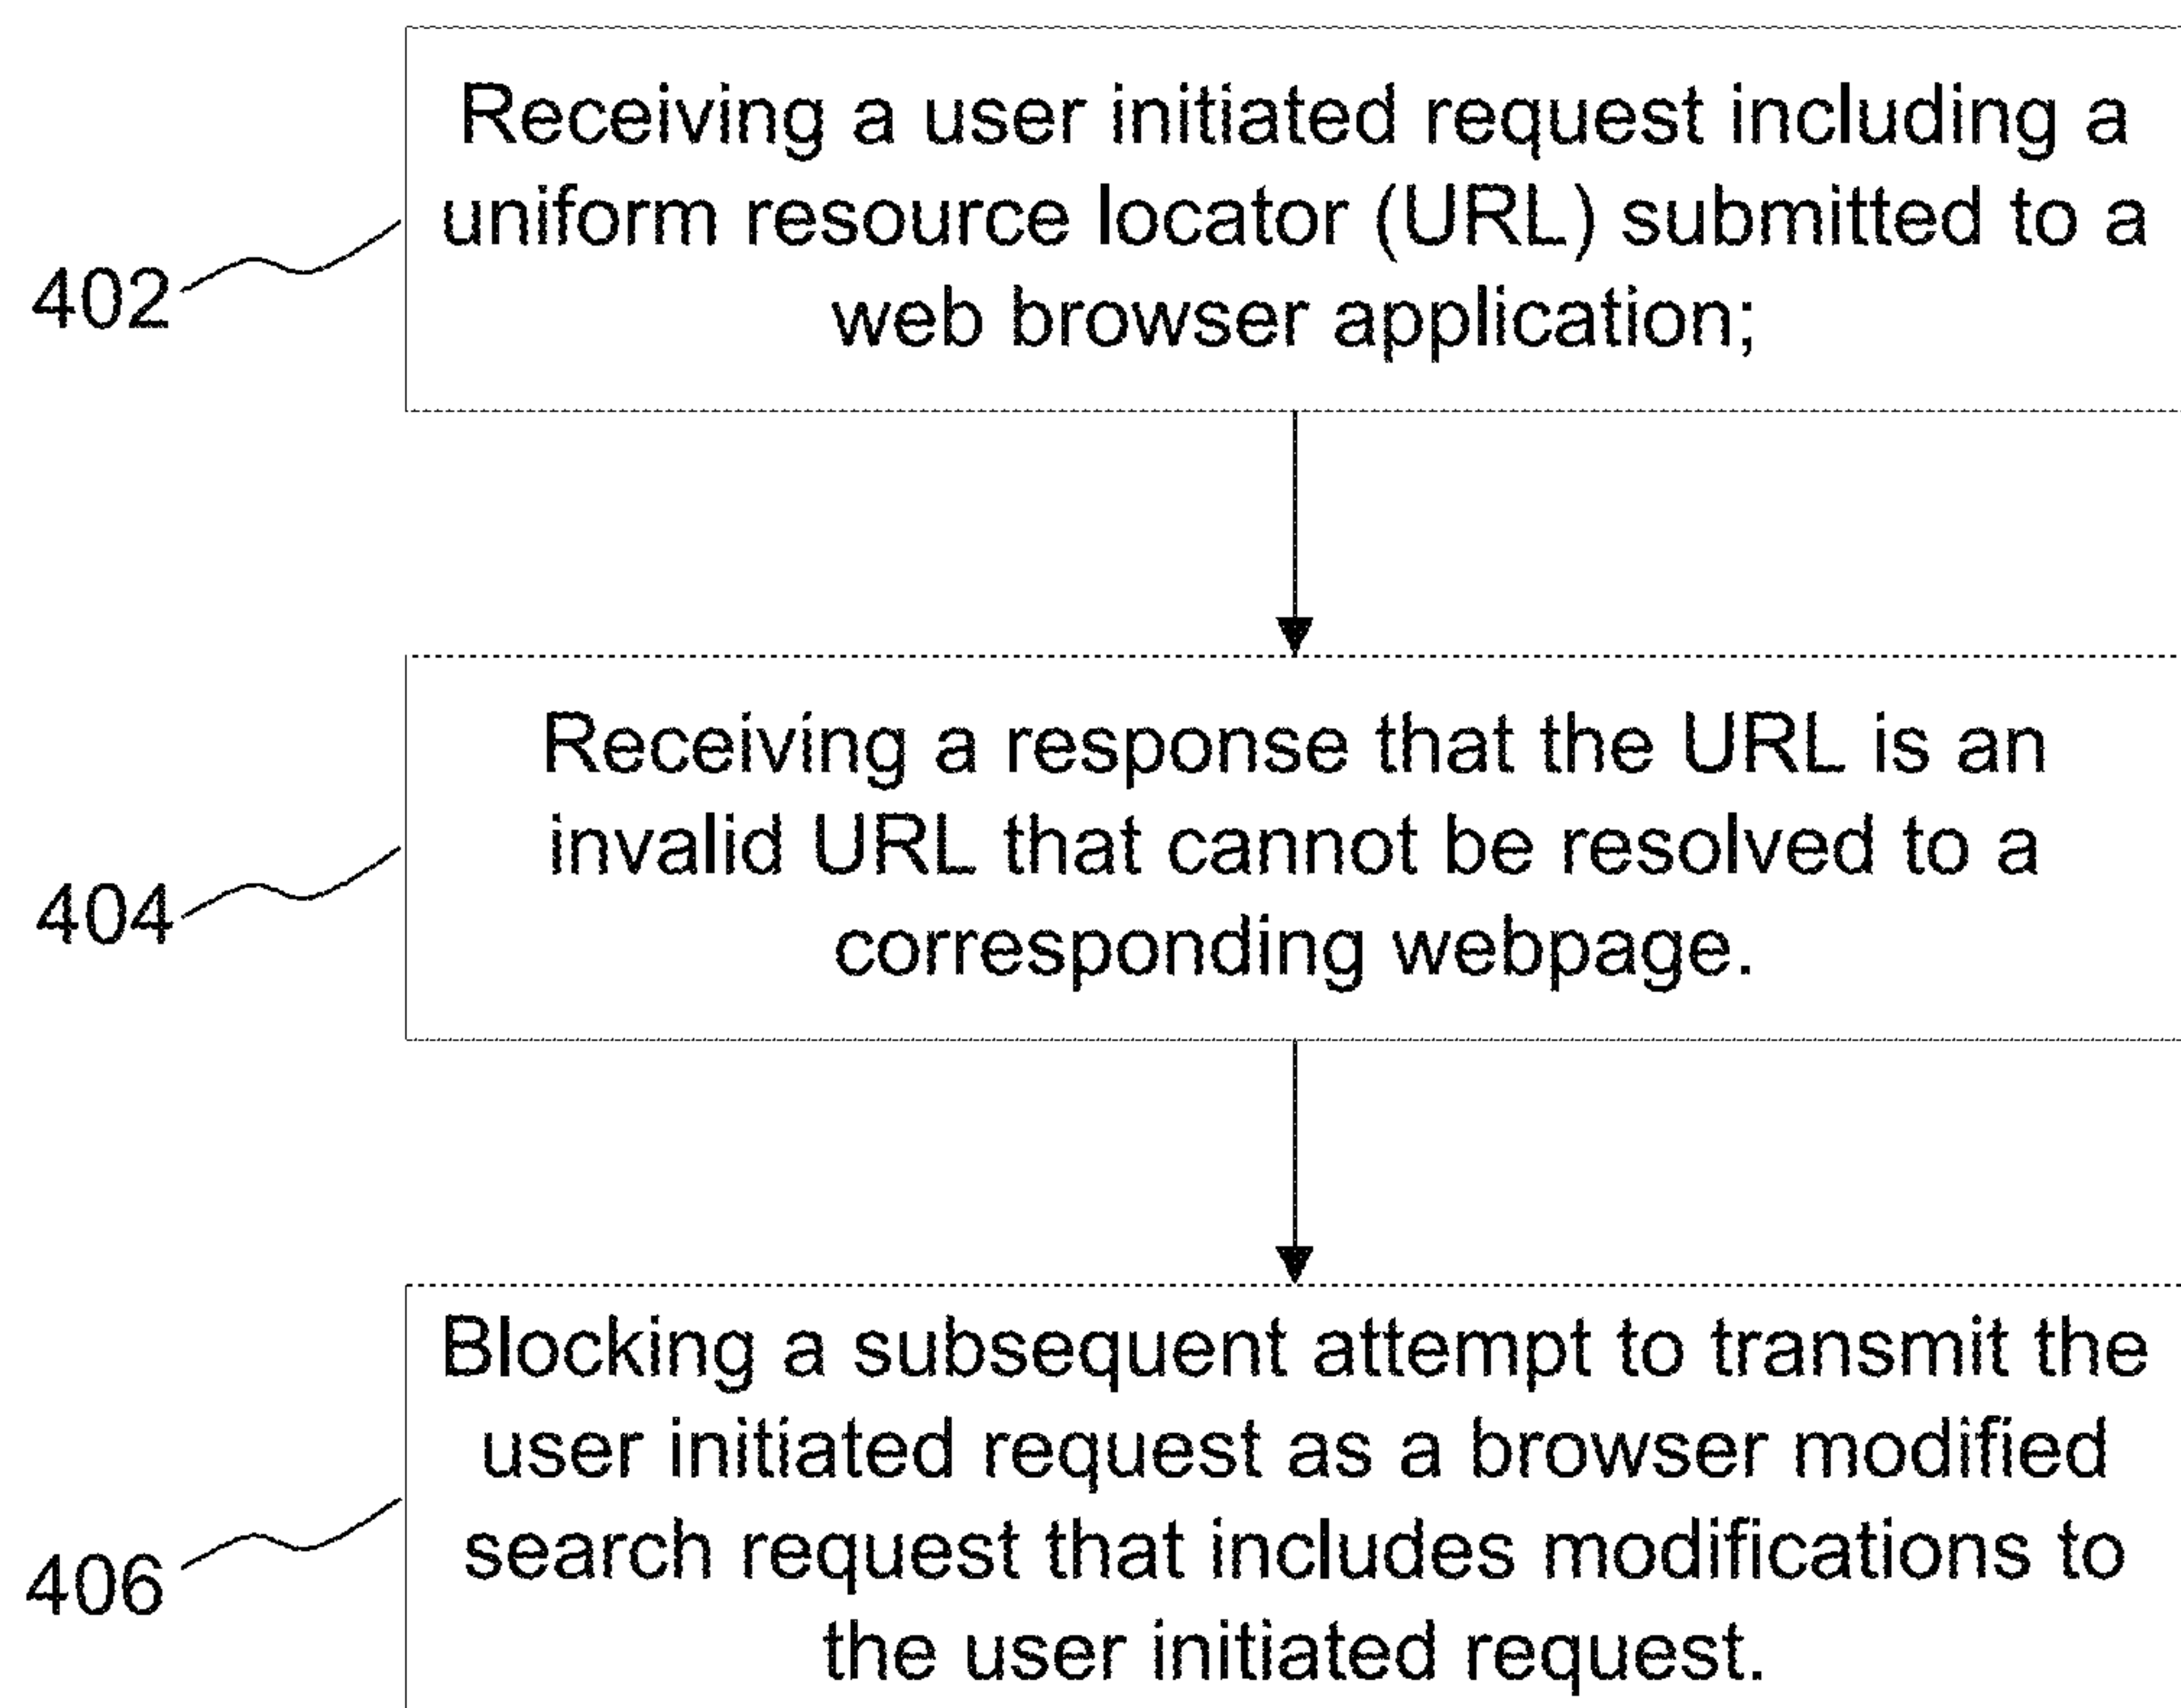 Receiving a user initiated request including a
uniform resource locator (URL) submitted to a
web browser application;
402
Receiving a response that the URL is an
invalid URL that cannot be resolved to a
corresponding webpage.
404
Blocking a subsequent attempt to transmit the
user initiated request as a browser modified
search request that includes modifications to
the user initiated request.
406